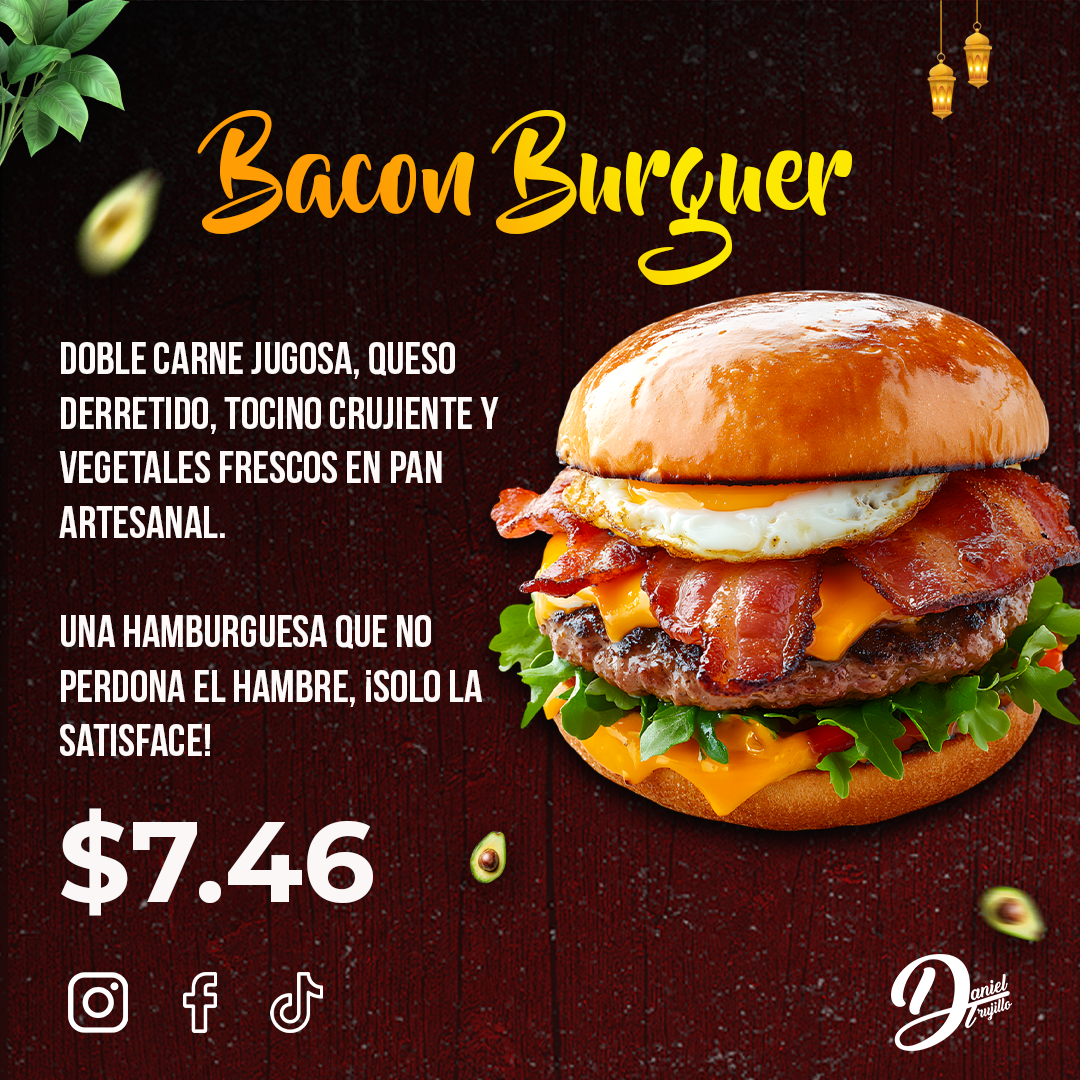 Bacon Burguer
DOBLE CARNE JUGOSA, QUESO
DERRETIDO, TOCINO CRUJIENTE Y
VEGETALES FRESCOS EN PAN
ARTESANAL.
UNA HAMBURGUESA QUE NO
PERDONA EL HAMBRE, ¡SOLO LA
SATISFACE!
$7.46
Daniel
Trujillo